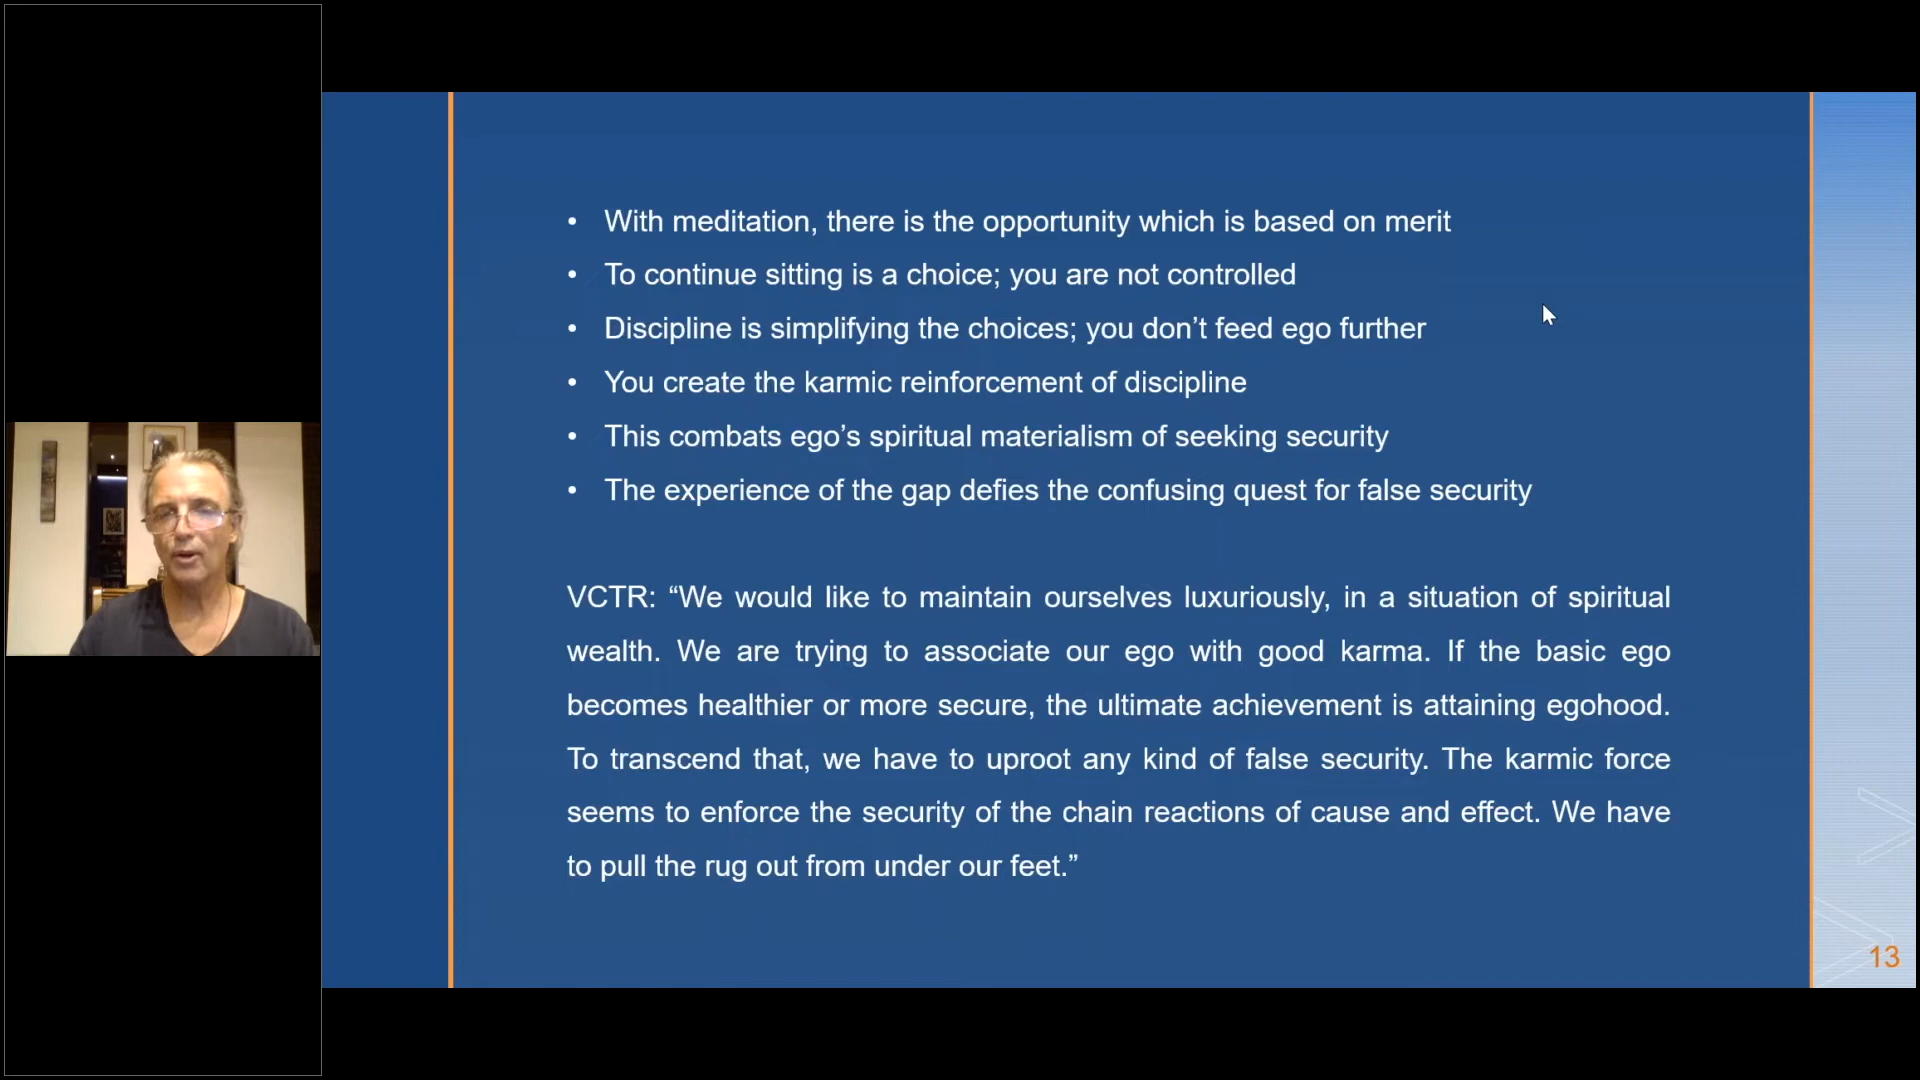 • With meditation, there is the opportunity which is based on merit
• To continue sitting is a choice; you are not controlled
• Discipline is simplifying the choices; you don’t feed ego further
• You create the karmic reinforcement of discipline
• This combats ego’s spiritual materialism of seeking security
• The experience of the gap defies the confusing quest for false security
VCTR: “We would like to maintain ourselves luxuriously, in a situation of spiritual
wealth. We are trying to associate our ego with good karma. If the basic ego
becomes healthier or more secure, the ultimate achievement is attaining egohood.
To transcend that, we have to uproot any kind of false security. The karmic force
seems to enforce the security of the chain reactions of cause and effect. We have
to pull the rug out from under our feet.”
13